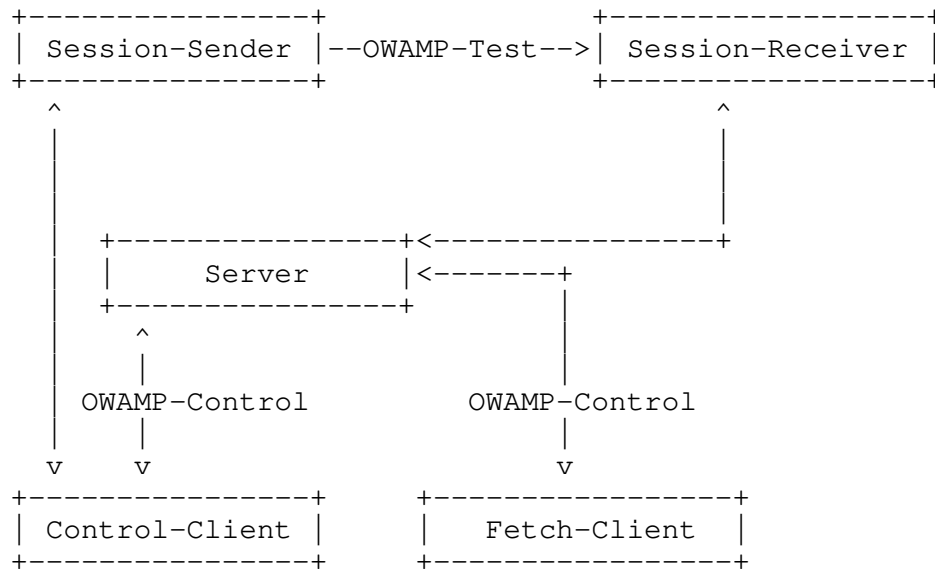 Session-Sender --OWAMP-Test--> Session-Receiver
Server
OWAMP-Control OWAMP-Control
Control-Client Fetch-Client